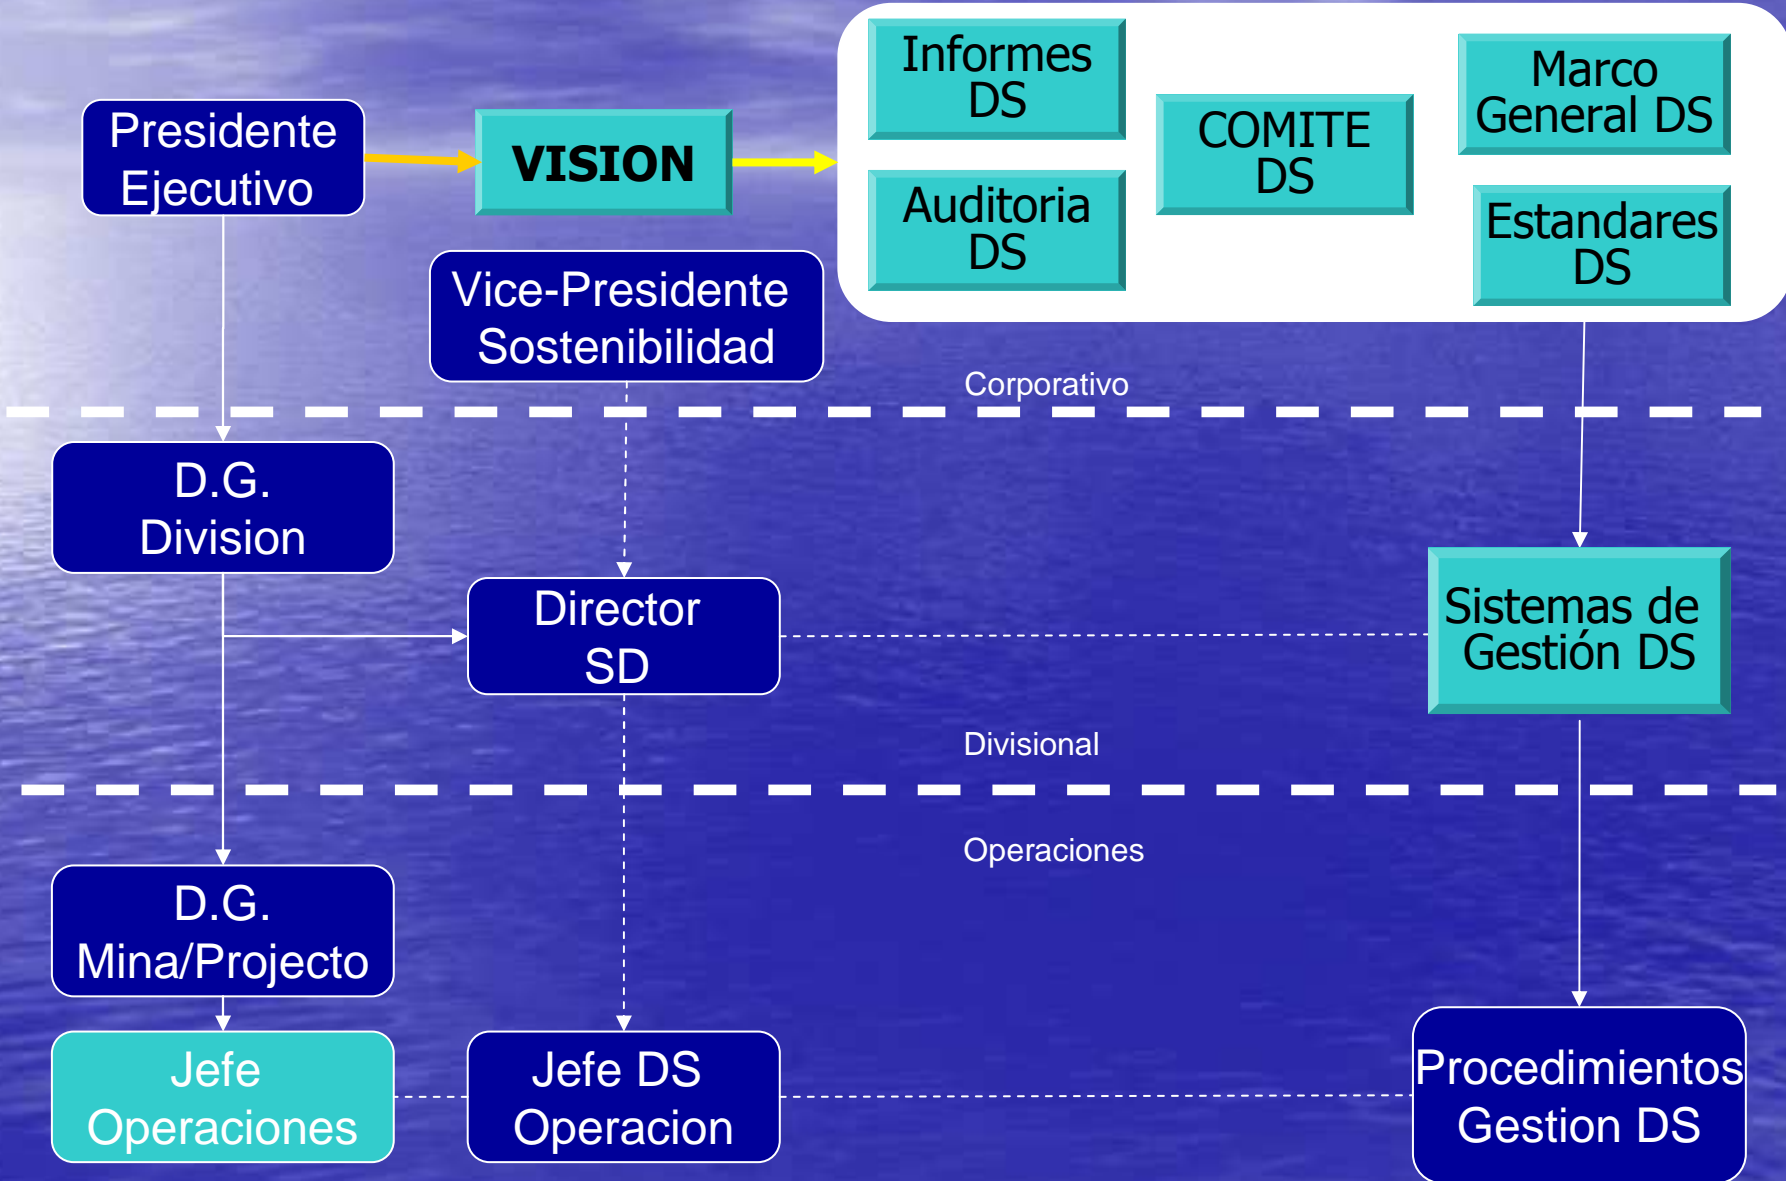 Presidente
Ejecutivo
VISION
Informes
DS
Auditoria
DS
COMITE
DS
Marco
General DS
Estandares
DS
Vice-Presidente
Sostenibilidad
Corporativo
D.G.
Division
Director
SD
Sistemas de
Gestión DS
Divisional
Operaciones
D.G.
Mina/Projecto
Jefe
Operaciones
Jefe DS
Operacion
Procedimientos
Gestion DS